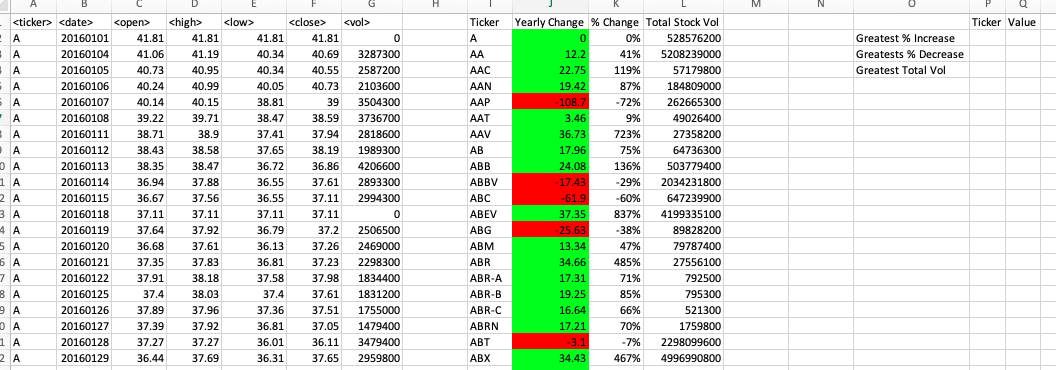 A B C D E F G H I J K L M N O P Q
<ticker> <date> <open> <high> <low> <close> <vol> Ticker Yearly Change % Change Total Stock Vol Ticker Value
A 20160101 41.81 41.81 41.81 41.81 0 A 0 0% 528576200 Greatest % Increase
A 20160104 41.06 41.19 40.34 40.69 3287300 AA 12.2 41% 5208239000 Greatests % Decrease
A 20160105 40.73 40.95 40.34 40.55 2587200 AAC 22.75 119% 57179800 Greatest Total Vol
A 20160106 40.24 40.99 40.05 40.73 2103600 AAN 19.42 87% 184809000
A 20160107 40.14 40.15 38.81 39 3504300 AAP -108.7 -72% 262665300
A 20160108 39.22 39.71 38.47 38.59 3736700 AAT 3.46 9% 49026400
A 20160111 38.71 38.9 37.41 37.94 2818600 AAV 36.73 723% 27358200
A 20160112 38.43 38.58 37.65 38.19 1989300 AB 17.96 75% 64736300
A 20160113 38.35 38.47 36.72 36.86 4206600 ABB 24.08 136% 503779400
A 20160114 36.94 37.88 36.55 37.61 2893300 ABBV -17.43 -29% 2034231800
A 20160115 36.67 37.56 36.55 37.11 2994300 ABC -61.9 -60% 647239900
A 20160118 37.11 37.11 37.11 37.11 0 ABEV 37.35 837% 4199335100
A 20160119 37.64 37.92 36.79 37.2 2506500 ABG -25.63 -38% 89828200
A 20160120 36.68 37.61 36.13 37.26 2469000 ABM 13.34 47% 79787400
A 20160121 37.35 37.83 36.81 37.23 2298300 ABR 34.66 485% 27556100
A 20160122 37.91 38.18 37.58 37.98 1834400 ABR-A 17.31 71% 792500
A 20160125 37.4 38.03 37.4 37.61 1831200 ABR-B 19.25 85% 795300
A 20160126 37.89 37.96 37.36 37.51 1755000 ABR-C 16.64 66% 521300
A 20160127 37.39 37.92 36.81 37.05 1479400 ABRN 17.21 70% 1759800
A 20160128 37.27 37.27 36.01 36.11 3479400 ABT -3.1 -7% 2298099600
A 20160129 36.44 37.69 36.31 37.65 2959800 ABX 34.43 467% 4996990800